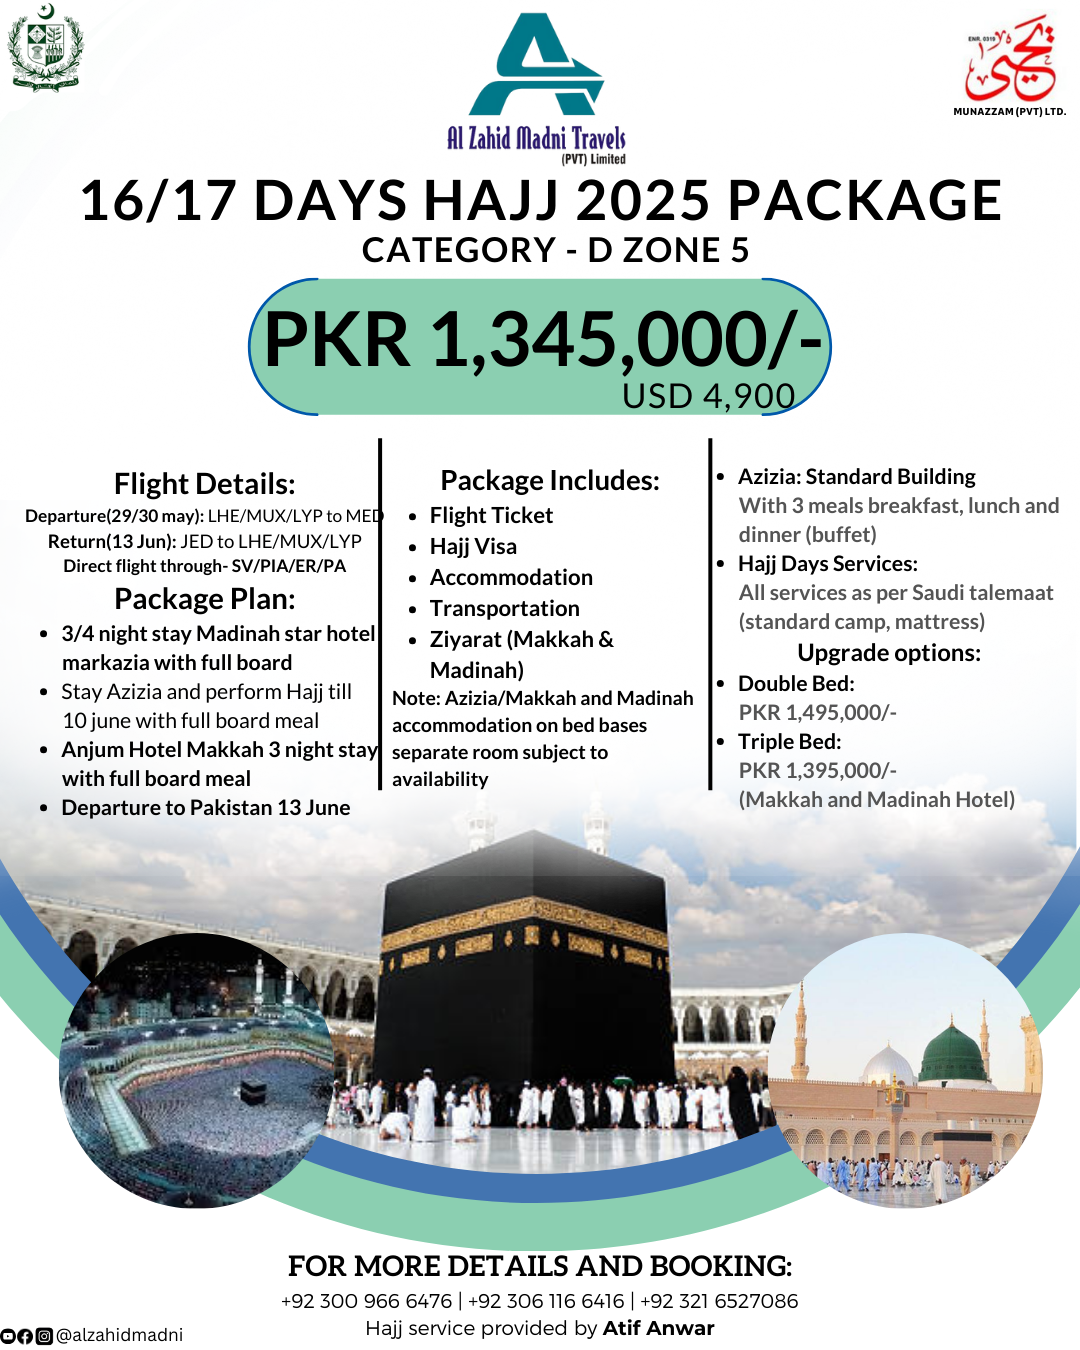 ENR. 0319
يحيى
MUNAZZAM (PVT) LTD.
Al Zahid Madni Travels
(PVT) Limited
16/17 DAYS HAJJ 2025 PACKAGE
CATEGORY - D ZONE 5
PKR 1,345,000/-
USD 4,900
Flight Details:
Departure(29/30 may): LHE/MUX/LYP to MED
Return(13 Jun): JED to LHE/MUX/LYP
Direct flight through- SV/PIA/ER/PA
Package Plan:
• 3/4 night stay Madinah star hotel
markazia with full board
• Stay Azizia and perform Hajj till
10 june with full board meal
• Anjum Hotel Makkah 3 night stay
with full board meal
• Departure to Pakistan 13 June
Package Includes:
• Flight Ticket
• Hajj Visa
• Accommodation
• Transportation
• Ziyarat (Makkah &
Madinah)
Note: Azizia/Makkah and Madinah
accommodation on bed bases
separate room subject to
availability
• Azizia: Standard Building
With 3 meals breakfast, lunch and
dinner (buffet)
• Hajj Days Services:
All services as per Saudi talemaat
(standard camp, mattress)
Upgrade options:
• Double Bed:
PKR 1,495,000/-
• Triple Bed:
PKR 1,395,000/-
(Makkah and Madinah Hotel)
FOR MORE DETAILS AND BOOKING:
+92 300 966 6476 | +92 306 116 6416 | +92 321 6527086
Hajj service provided by Atif Anwar
@alzahidmadni